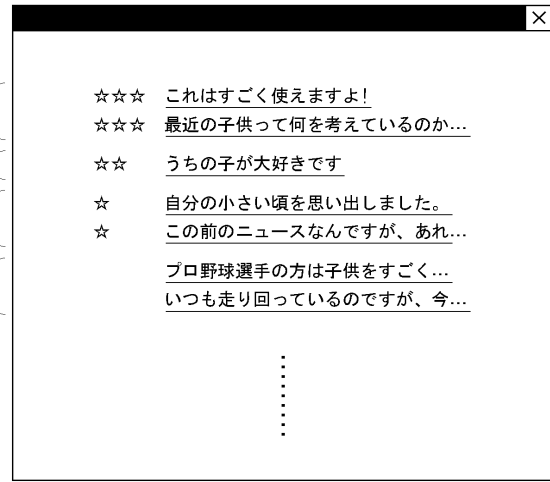 ☆☆☆ これはすごく使えますよ!
☆☆☆ 最近の子供って何を考えているのか…
☆☆ うちの子が大好きです
☆ 自分の小さい頃を思い出しました。
☆ この前のニュースなんですが、あれ…
プロ野球選手の方は子供をすごく…
いつも走り回っているのですが、今…